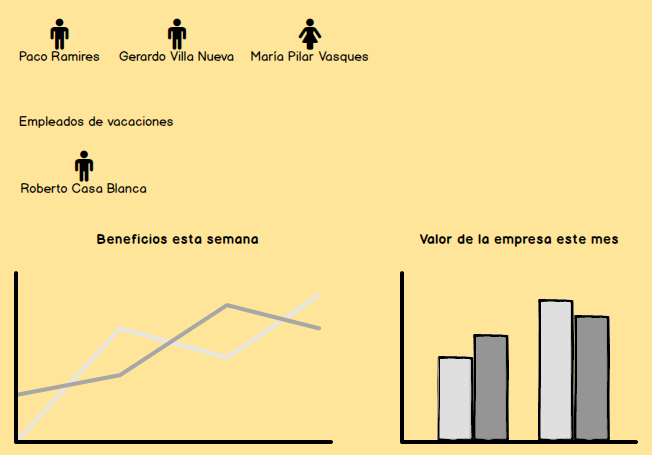 Paco Ramires Gerardo Villa Nueva María Pilar Vasques
Empleados de vacaciones
Roberto Casa Blanca
Beneficios esta semana Valor de la empresa este mes